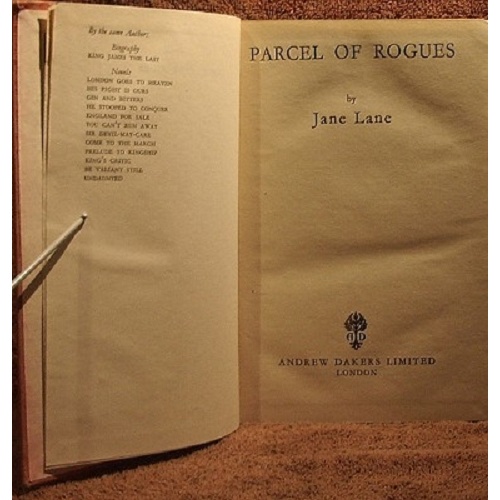 By the same Author:
Biography
KING JAMES THE LAST
Novels
LONDON GOES TO HEAVEN
HIS FIGHT IS OURS
GIN AND BITTERS
HE STOOPED TO CONQUER
ENGLAND FOR SALE
YOU CAN'T RUN AWAY
SIR DEVIL-MAY-CARE
COME TO THE MARCH
PRELUDE TO KINGSHIP
KING'S CRITIC
BE VALIANT STILL
UNDAUNTED
PARCEL OF ROGUES
by
Jane Lane
ANDREW DAKERS LIMITED
LONDON